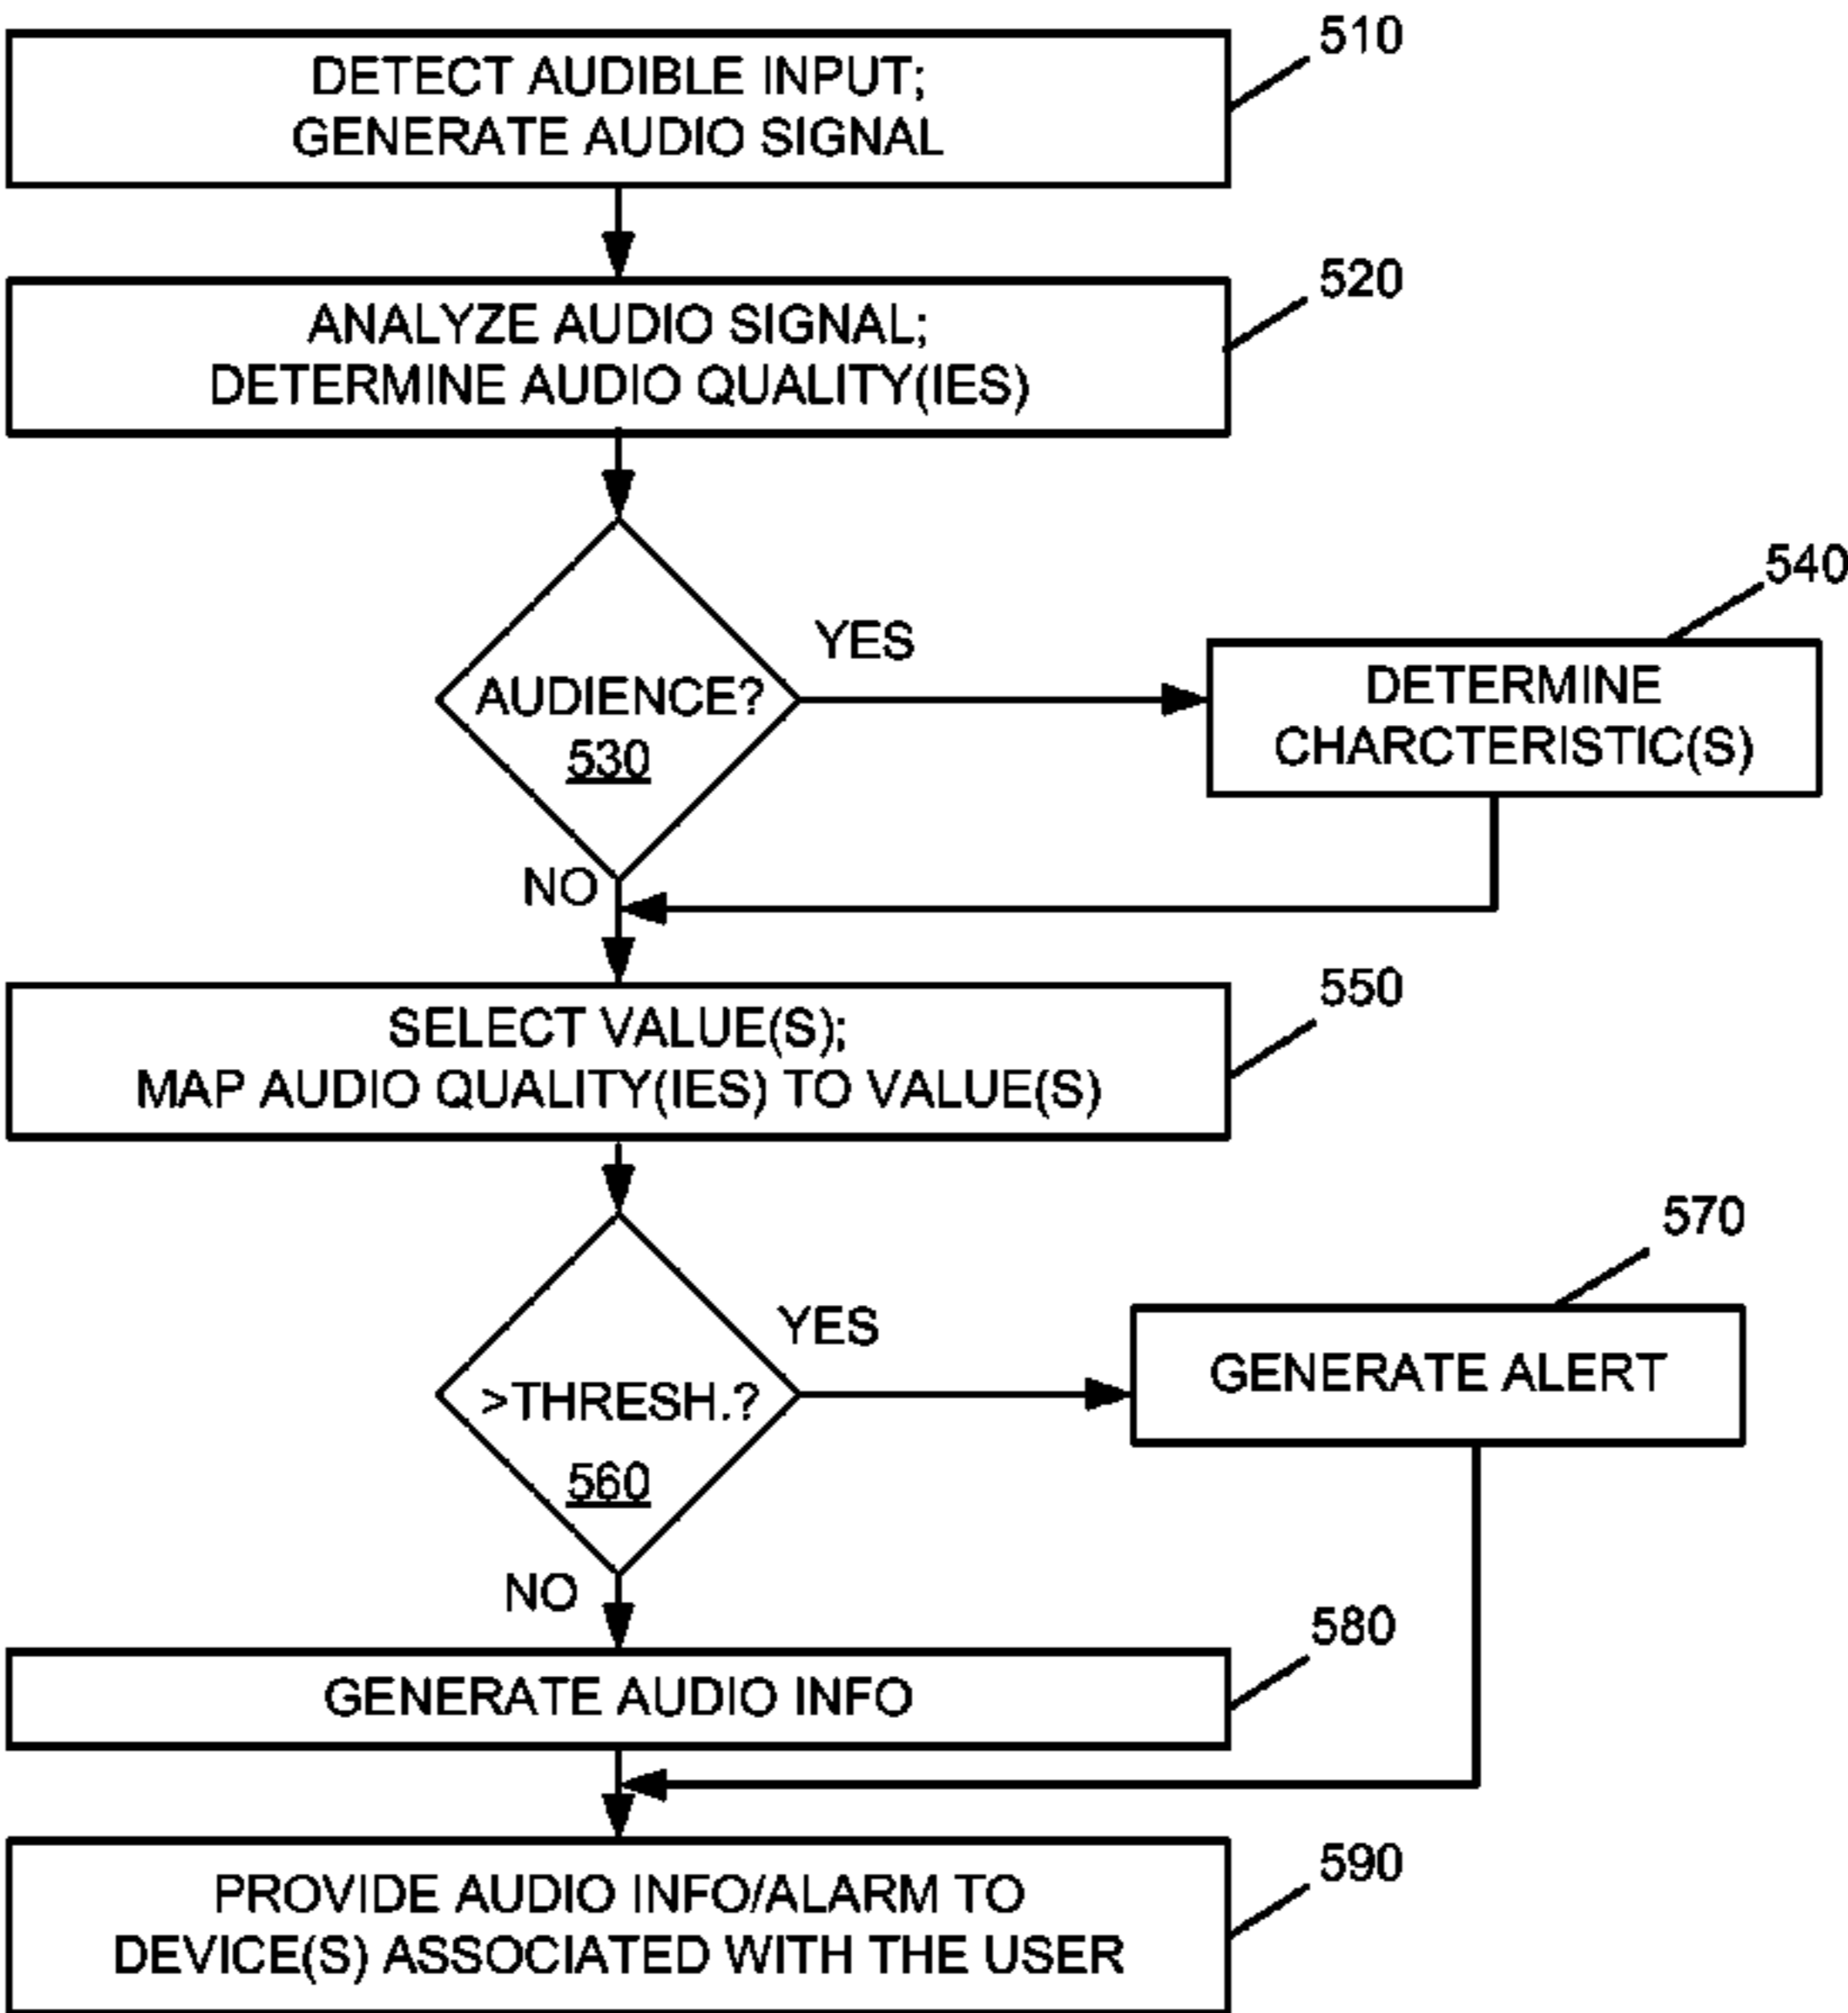 510
DETECT AUDIBLE INPUT;
GENERATE AUDIO SIGNAL
520
ANALYZE AUDIO SIGNAL;
DETERMINE AUDIO QUALITY(IES)
540
YES
AUDIENCE?
530
DETERMINE
CHARCTERISTIC(S)
NO
550
SELECT VALUE(S);
MAP AUDIO QUALITY(IES) TO VALUE(S)
570
YES
>THRESH.?
560
GENERATE ALERT
NO
580
GENERATE AUDIO INFO
590
PROVIDE AUDIO INFO/ALARM TO
DEVICE(S) ASSOCIATED WITH THE USER